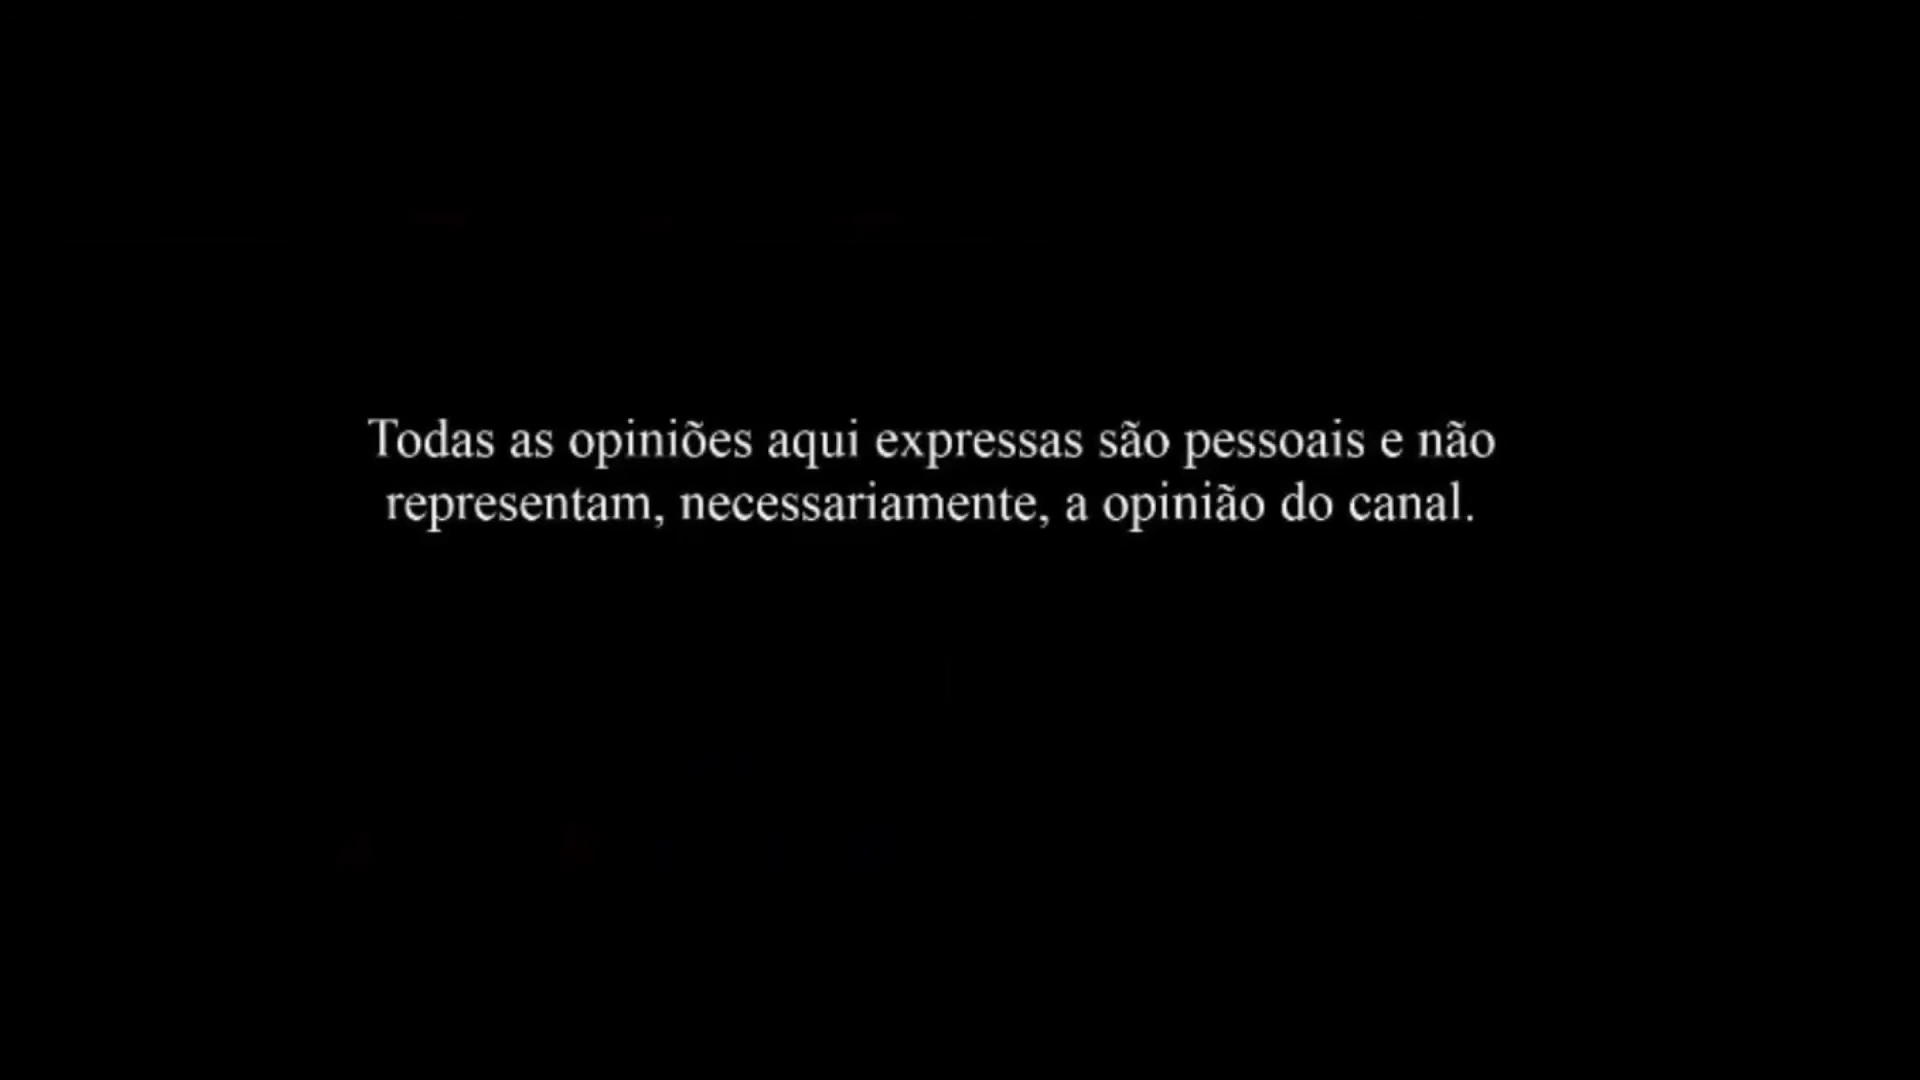 Todas as opiniões aqui expressas são pessoais e não
representam, necessariamente, a opinião do canal.